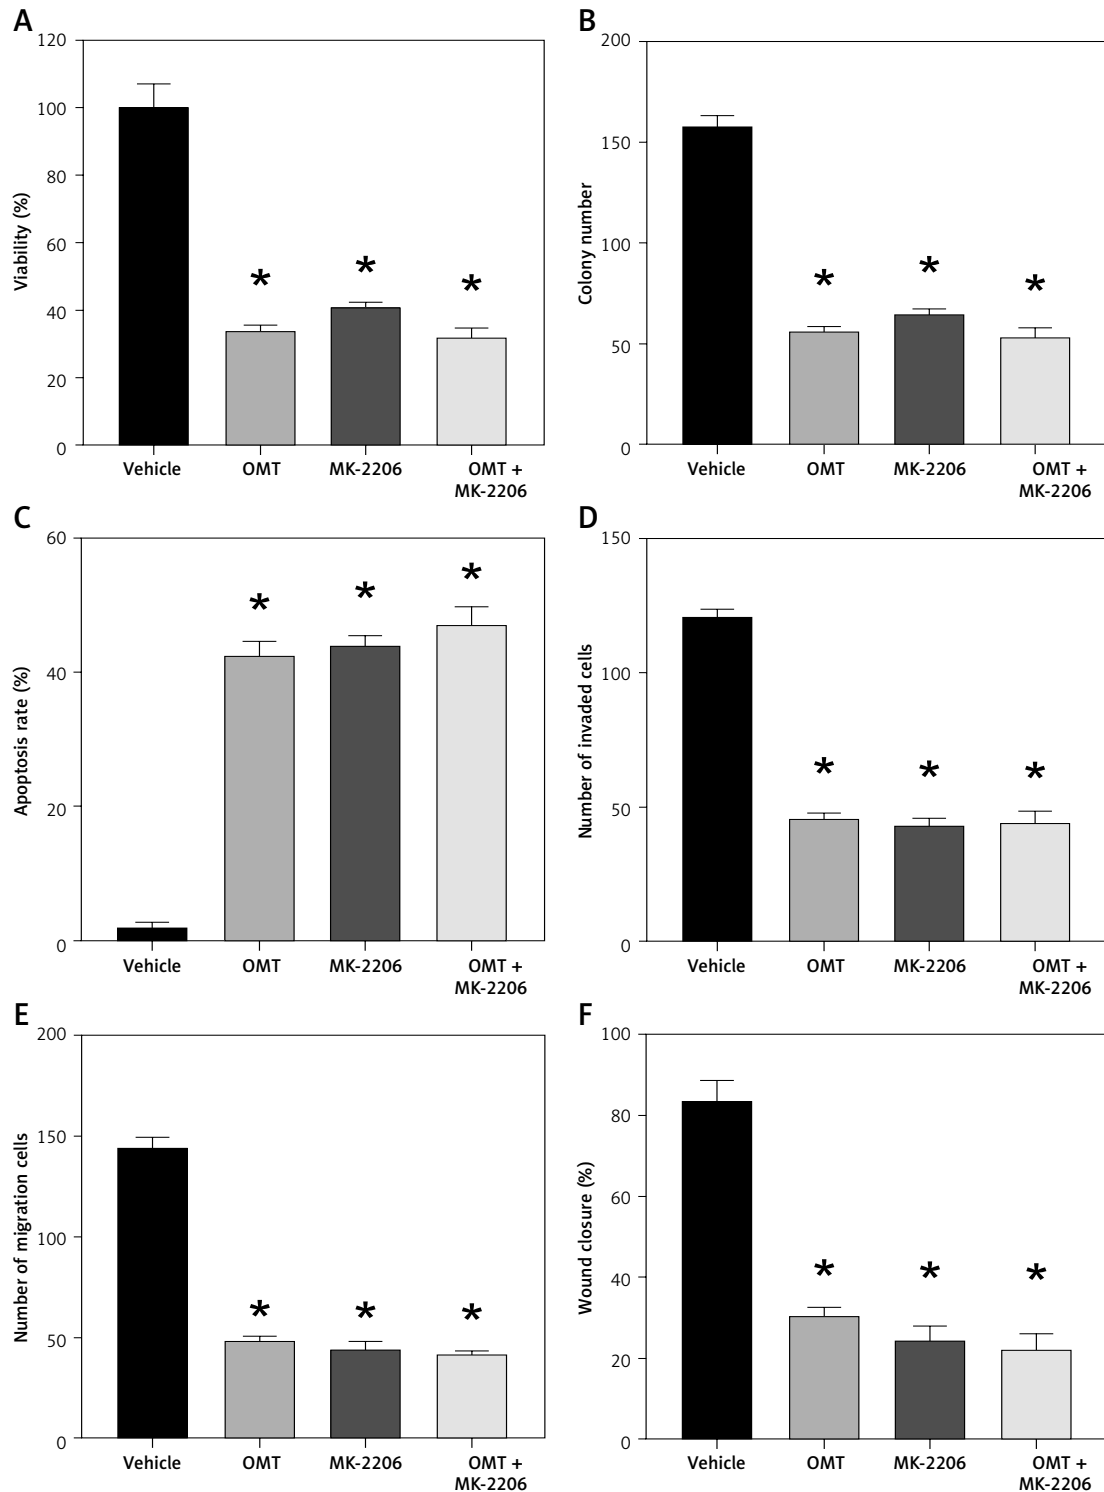 A
Viability (%)
120
100
80
60
40
20
0
*
*
*
Vehicle
OMT
MK-2206
OMT +
MK-2206
B
Colony number
200
150
100
50
0
*
*
*
Vehicle
OMT
MK-2206
OMT +
MK-2206
C
Apoptosis rate (%)
60
40
20
0
*
*
*
Vehicle
OMT
MK-2206
OMT +
MK-2206
D
Number of invaded cells
150
100
50
0
*
*
*
Vehicle
OMT
MK-2206
OMT +
MK-2206
E
Number of migration cells
200
150
100
50
0
*
*
*
Vehicle
OMT
MK-2206
OMT +
MK-2206
F
Wound closure (%)
100
80
60
40
20
0
*
*
*
Vehicle
OMT
MK-2206
OMT +
MK-2206